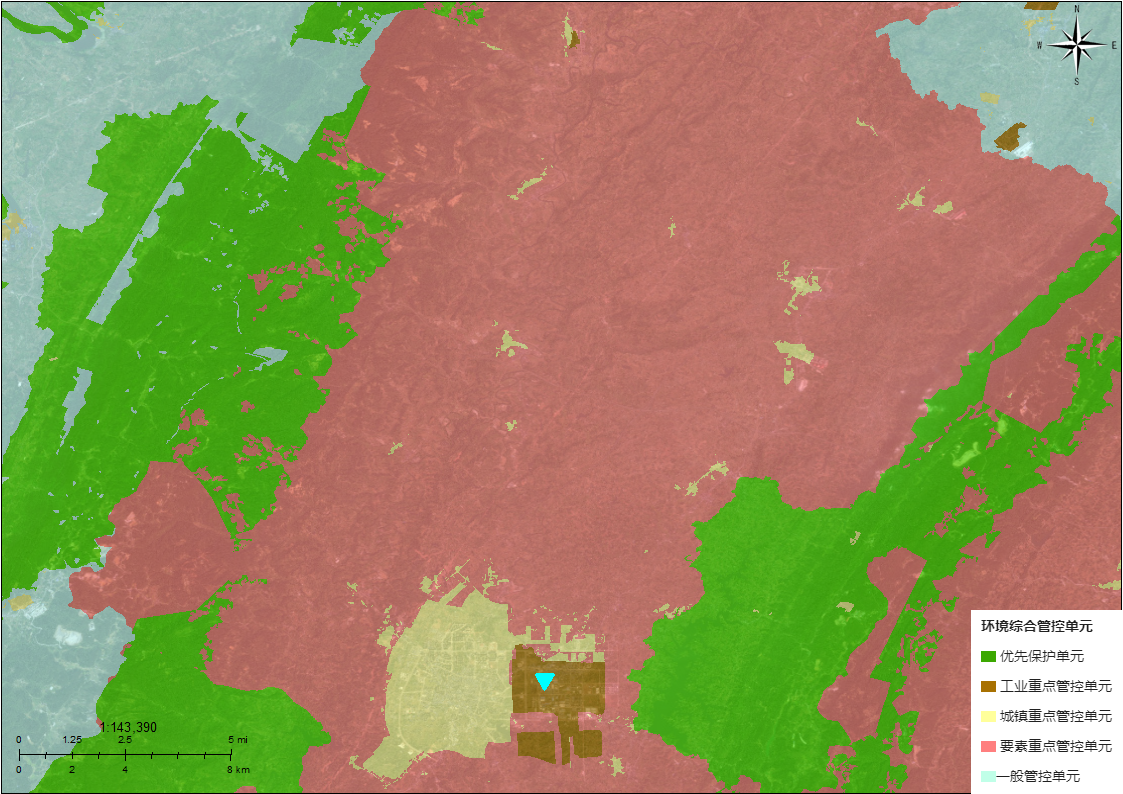 N
W
E
S
环境综合管控单元
优先保护单元
工业重点管控单元
城镇重点管控单元
要素重点管控单元
一般管控单元
1:143,390
0 1.25 2.5 5 mi
0 2 4 8 km